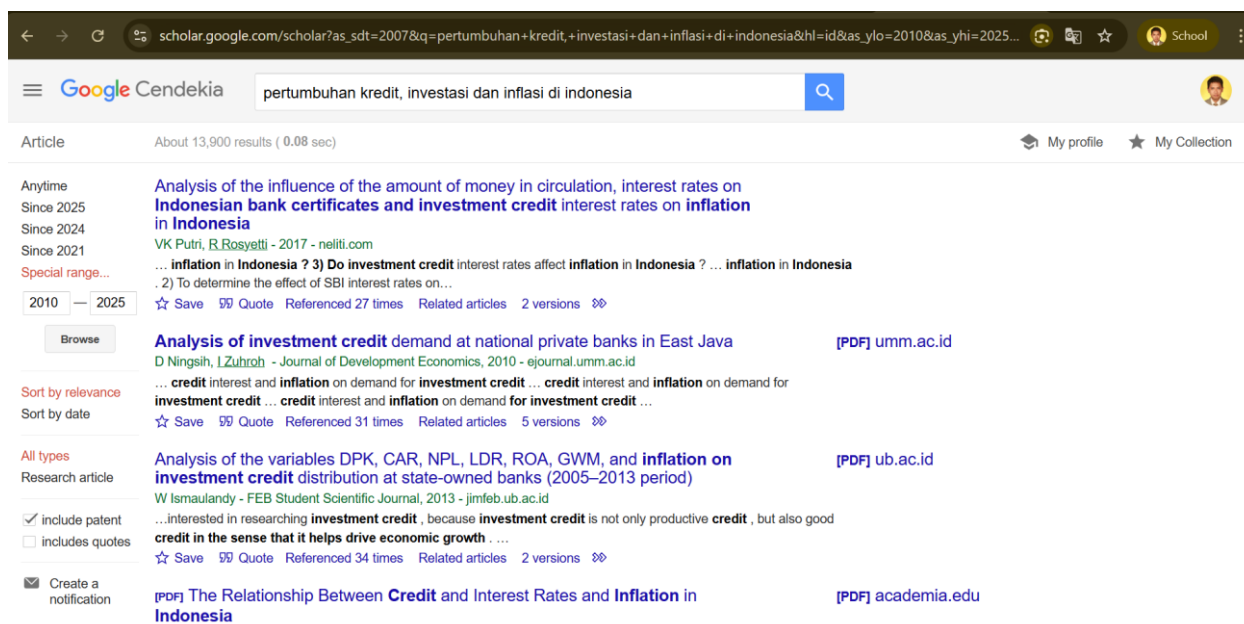 scholar.google.com/scholar?as_sdt=2007&q=pertumbuhan+kredit,+investasi+dan+inflasi+di+indonesia&hl=id&as_ylo=2010&as_yhi=2025...
School
Google Cendekia
pertumbuhan kredit, investasi dan inflasi di indonesia
Article
About 13,900 results ( 0.08 sec)
My profile
My Collection
Anytime
Since 2025
Since 2024
Since 2021
Special range...
2010 — 2025
Browse
Sort by relevance
Sort by date
All types
Research article
include patent
includes quotes
Create a
notification
Analysis of the influence of the amount of money in circulation, interest rates on
Indonesian bank certificates and investment credit interest rates on inflation
in Indonesia
VK Putri, R Rosyetti - 2017 - neliti.com
… inflation in Indonesia ? 3) Do investment credit interest rates affect inflation in Indonesia ? … inflation in Indonesia
. 2) To determine the effect of SBI interest rates on…
Save Quote Referenced 27 times Related articles 2 versions
Analysis of investment credit demand at national private banks in East Java
[PDF] umm.ac.id
D Ningsih, I Zuhroh - Journal of Development Economics, 2010 - ejournal.umm.ac.id
… credit interest and inflation on demand for investment credit … credit interest and inflation on demand for
investment credit … credit interest and inflation on demand for investment credit …
Save Quote Referenced 31 times Related articles 5 versions
Analysis of the variables DPK, CAR, NPL, LDR, ROA, GWM, and inflation on
investment credit distribution at state-owned banks (2005–2013 period)
[PDF] ub.ac.id
W Ismaulandy - FEB Student Scientific Journal, 2013 - jimfeb.ub.ac.id
…interested in researching investment credit , because investment credit is not only productive credit , but also good
credit in the sense that it helps drive economic growth . …
Save Quote Referenced 34 times Related articles 2 versions
[PDF] The Relationship Between Credit and Interest Rates and Inflation in
Indonesia
[PDF] academia.edu